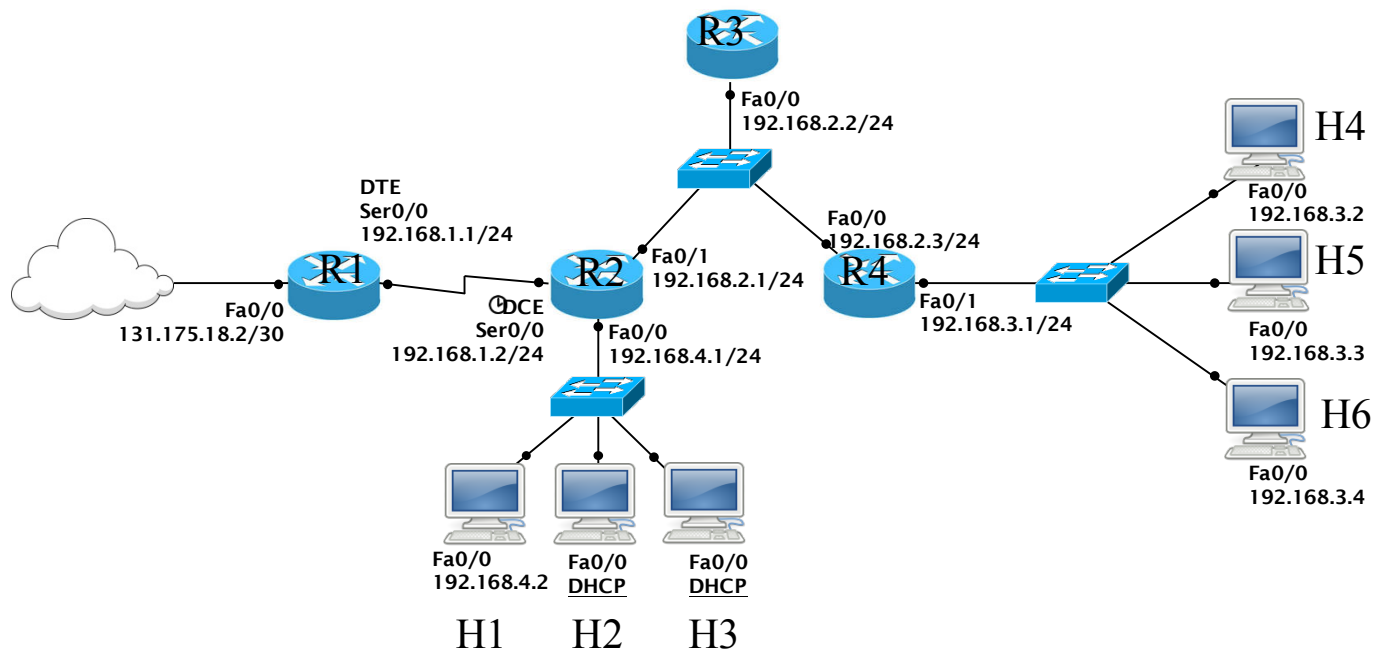 R3
Fa0/0
192.168.2.2/24
H4
Fa0/0
192.168.3.2
DTE
Ser0/0
192.168.1.1/24
Fa0/0
192.168.2.3/24
R1
R2
Fa0/1
192.168.2.1/24
R4
H5
Fa0/0
131.175.18.2/30
DCE
Ser0/0
192.168.1.2/24
Fa0/0
192.168.4.1/24
Fa0/1
192.168.3.1/24
Fa0/0
192.168.3.3
H6
Fa0/0
192.168.3.4
Fa0/0
192.168.4.2
Fa0/0
DHCP
Fa0/0
DHCP
H1
H2
H3